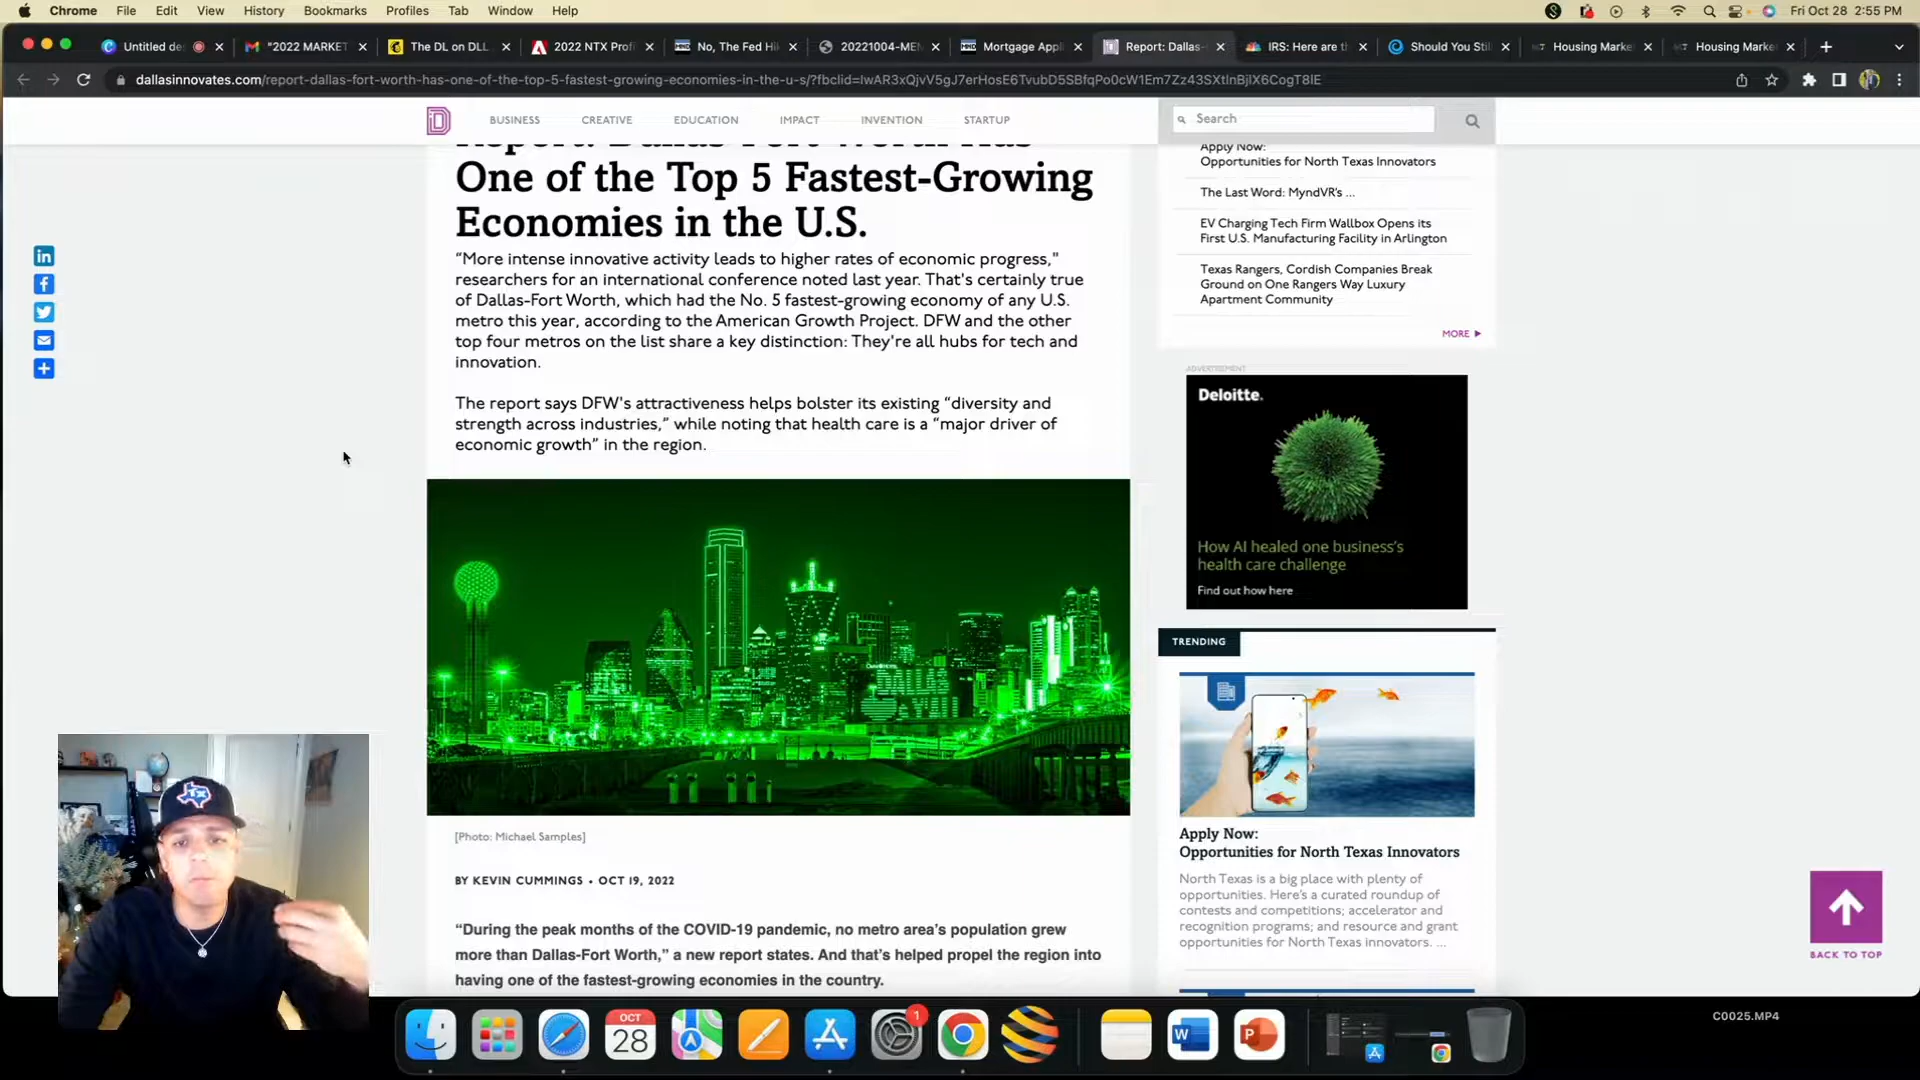 Chrome File Edit View History Bookmarks Profiles Tab Window Help Fri Oct 28 2:55 PM
Untitled de "2022 MARKET The DL on DLL 2022 NTX Profi No, The Fed Hik 20221004-MEM Mortgage Appl Report: Dallas- IRS: Here are th Should You Sti Housing Marke Housing Marke
dallasinnovates.com/report-dallas-fort-worth-has-one-of-the-top-5-fastest-growing-economies-in-the-u-s/?fbclid=IwAR3xQjvV5gJ7erHosE6TvubD5SBfqPo0cW1Em7Zz43SXtlnBjlX6CogT8lE
BUSINESS CREATIVE EDUCATION IMPACT INVENTION STARTUP
Search
Report: Dallas-Fort Worth Has
One of the Top 5 Fastest-Growing
Economies in the U.S.
“More intense innovative activity leads to higher rates of economic progress,"
researchers for an international conference noted last year. That's certainly true
of Dallas-Fort Worth, which had the No. 5 fastest-growing economy of any U.S.
metro this year, according to the American Growth Project. DFW and the other
top four metros on the list share a key distinction: They're all hubs for tech and
innovation.
The report says DFW's attractiveness helps bolster its existing “diversity and
strength across industries,” while noting that health care is a “major driver of
economic growth” in the region.
[Photo: Michael Samples]
BY KEVIN CUMMINGS • OCT 19, 2022
“During the peak months of the COVID-19 pandemic, no metro area’s population grew
more than Dallas-Fort Worth,” a new report states. And that’s helped propel the region into
having one of the fastest-growing economies in the country.
Apply Now:
Opportunities for North Texas Innovators
The Last Word: MyndVR’s ...
EV Charging Tech Firm Wallbox Opens its
First U.S. Manufacturing Facility in Arlington
Texas Rangers, Cordish Companies Break
Ground on One Rangers Way Luxury
Apartment Community
MORE
ADVERTISEMENT
Deloitte.
How AI healed one business’s
health care challenge
Find out how here
TRENDING
Apply Now:
Opportunities for North Texas Innovators
North Texas is a big place with plenty of
opportunities. Here’s a curated roundup of
contests and competitions; accelerator and
recognition programs; and resource and grant
opportunities for North Texas innovators. ...
BACK TO TOP
TX
OCT
28
1
C0025.MP4